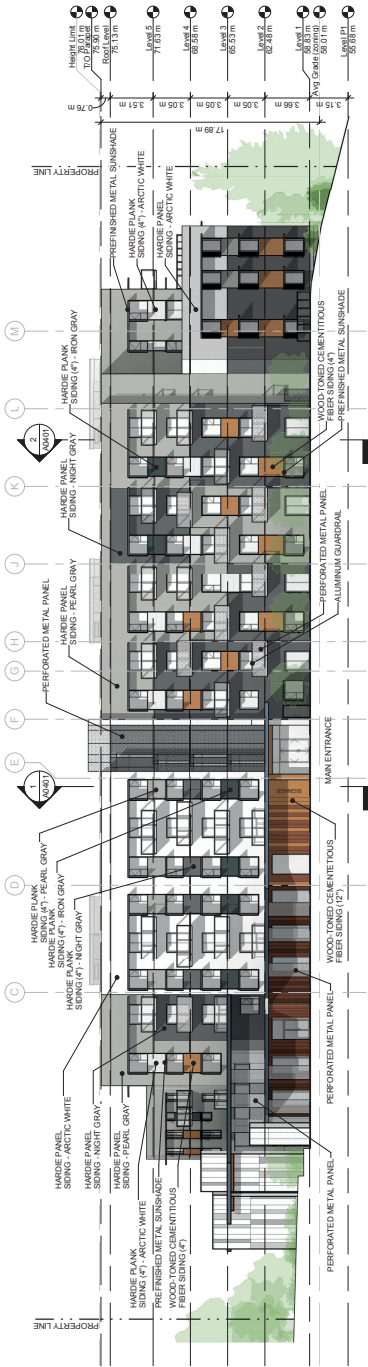 PROPERTY LINE
C
D
E
F
G
H
J
K
L
M
1
A0401
2
A0401
HARDIE PANEL
SIDING - ARCTIC WHITE
HARDIE PANEL
SIDING - NIGHT GRAY
HARDIE PANEL
SIDING - PEARL GRAY
HARDIE PLANK
SIDING (4") - ARCTIC WHITE
PREFINISHED METAL SUNSHADE
WOOD-TONED CEMENTITIOUS
FIBER SIDING (4")
HARDIE PLANK
SIDING (4") - PEARL GRAY
HARDIE PLANK
SIDING (4") - IRON GRAY
HARDIE PLANK
SIDING (4") - NIGHT GRAY
PERFORATED METAL PANEL
HARDIE PANEL
SIDING - PEARL GRAY
HARDIE PANEL
SIDING - NIGHT GRAY
HARDIE PLANK
SIDING (4") - IRON GRAY
PREFINISHED METAL SUNSHADE
HARDIE PLANK
SIDING (4") - ARCTIC WHITE
HARDIE PANEL
SIDING - ARCTIC WHITE
PROPERTY LINE
PERFORATED METAL PANEL
PERFORATED METAL PANEL
WOOD-TONED CEMENTETIOUS
FIBER SIDING (12")
SIGNAGE
MAIN ENTRANCE
PERFORATED METAL PANEL
ALUMINUM GUARDRAIL
WOOD-TONED CEMENTITIOUS
FIBER SIDING (4")
PREFINISHED METAL SUNSHADE
0.76 m
3.51 m
3.05 m
3.05 m
3.05 m
3.66 m
3.15 m
17.89 m
Height Limit
76.01 m
T/O Parapet
75.90 m
Roof Level
75.13 m
Level 5
71.63 m
Level 4
68.58 m
Level 3
65.53 m
Level 2
62.48 m
Level 1
58.83 m
Avg Grade (zoning)
58.01 m
Level P1
55.68 m